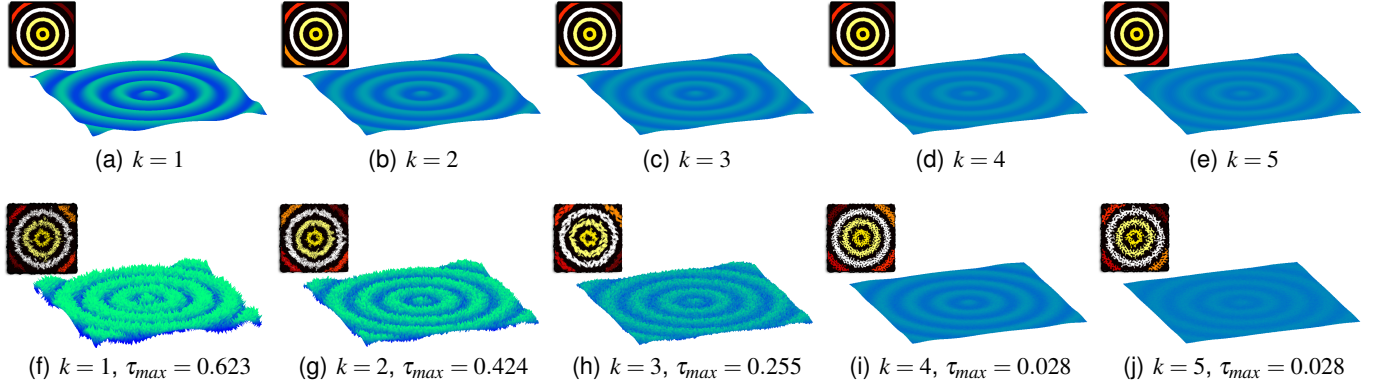 (a) k = 1
(b) k = 2
(c) k = 3
(d) k = 4
(e) k = 5
(f) k = 1, τmax = 0.623
(g) k = 2, τmax = 0.424
(h) k = 3, τmax = 0.255
(i) k = 4, τmax = 0.028
(j) k = 5, τmax = 0.028